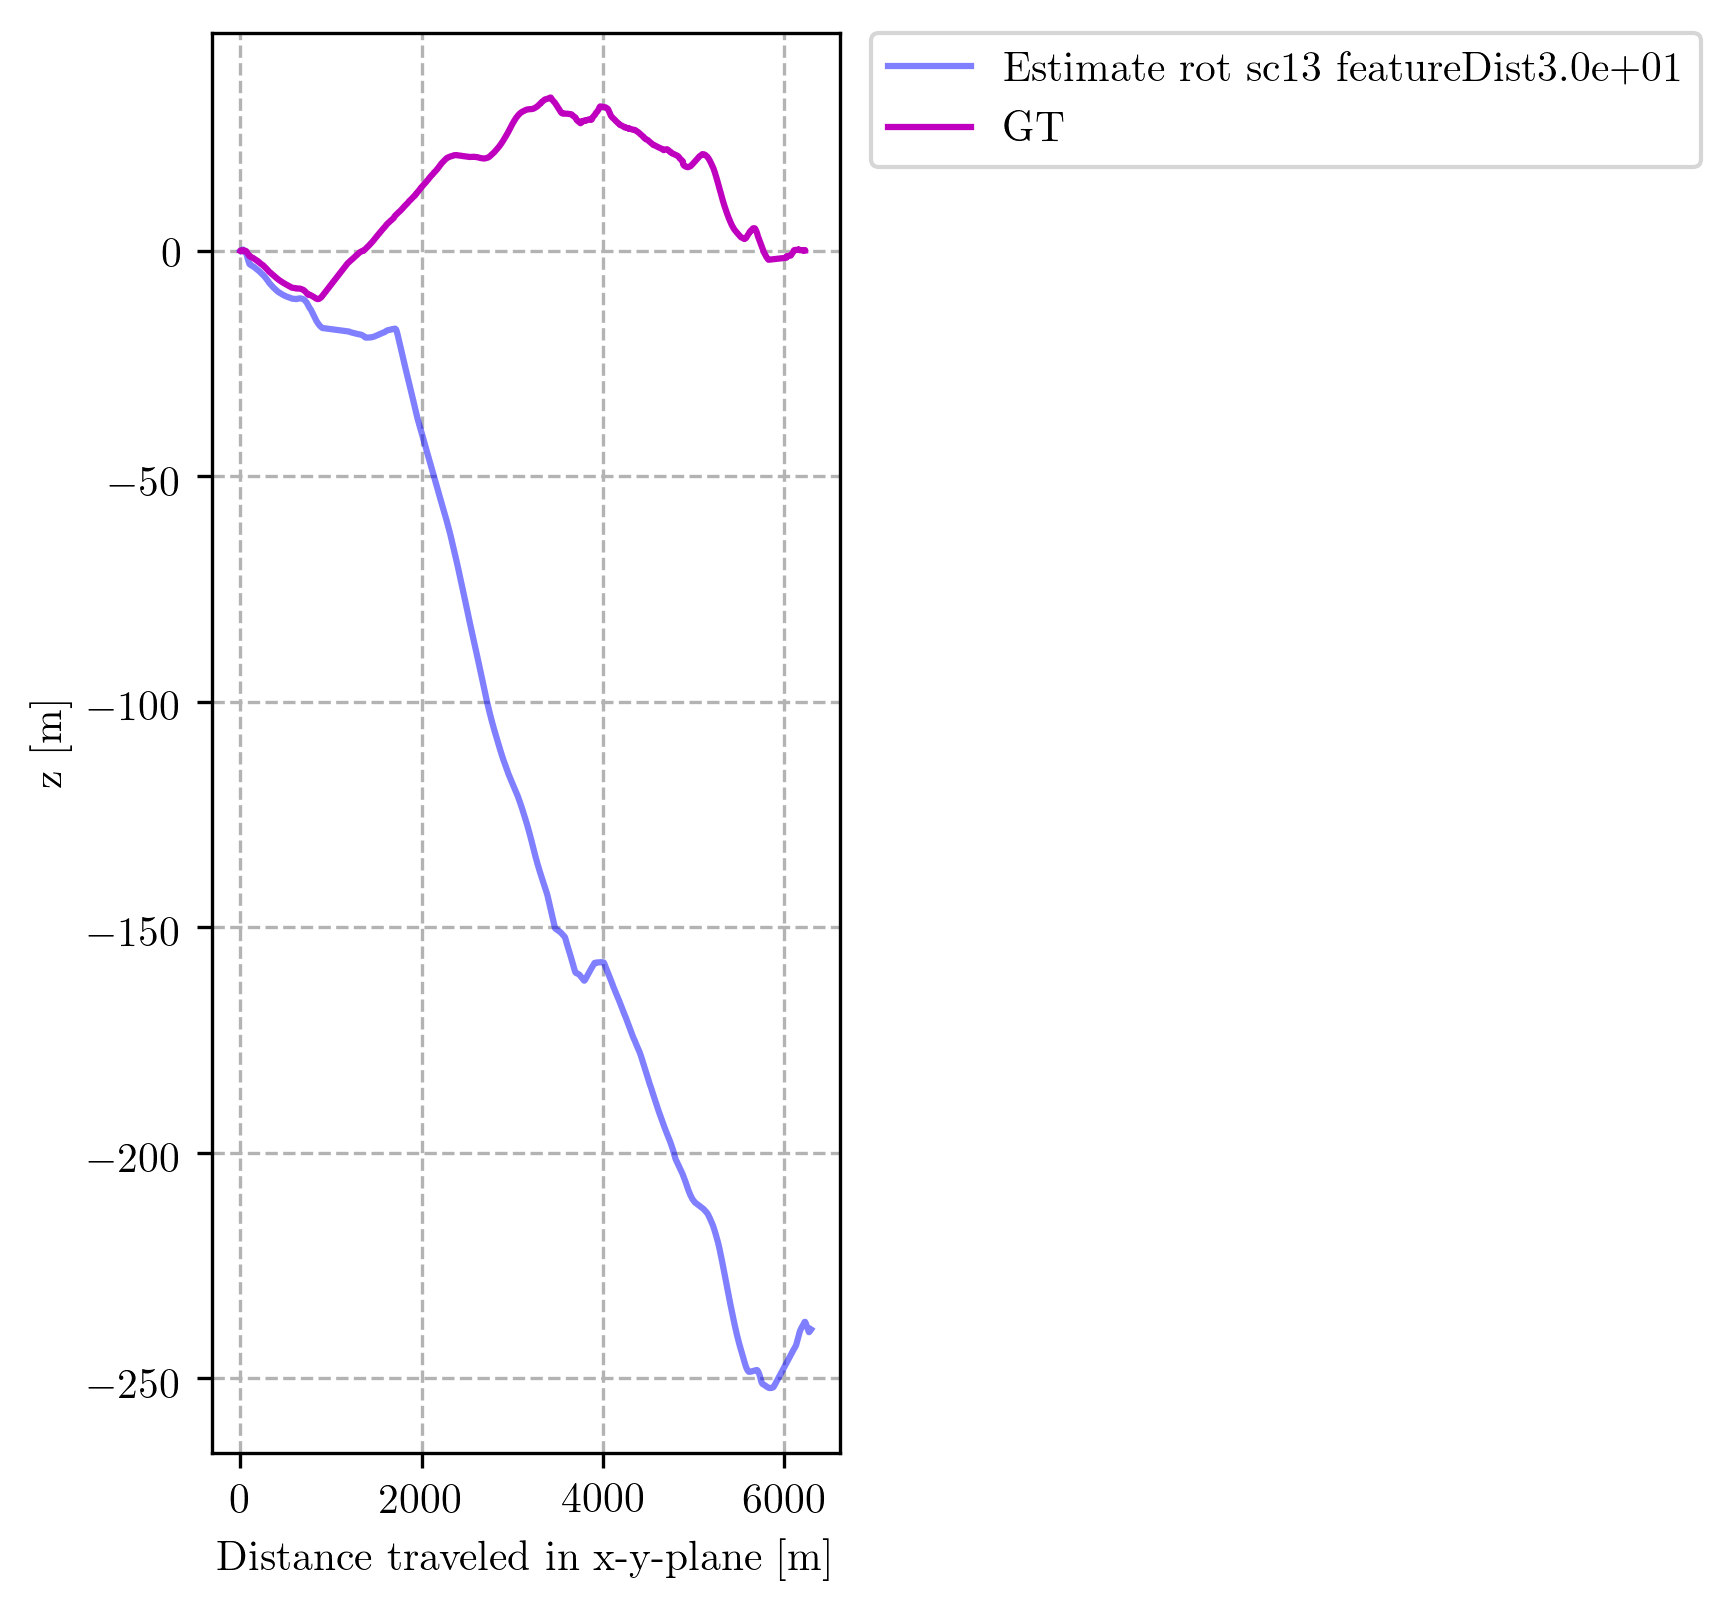 Estimate rot sc13 featureDist3.0e+01
GT
0
−50
−100
−150
−200
−250
z [m]
0 2000 4000 6000
Distance traveled in x-y-plane [m]